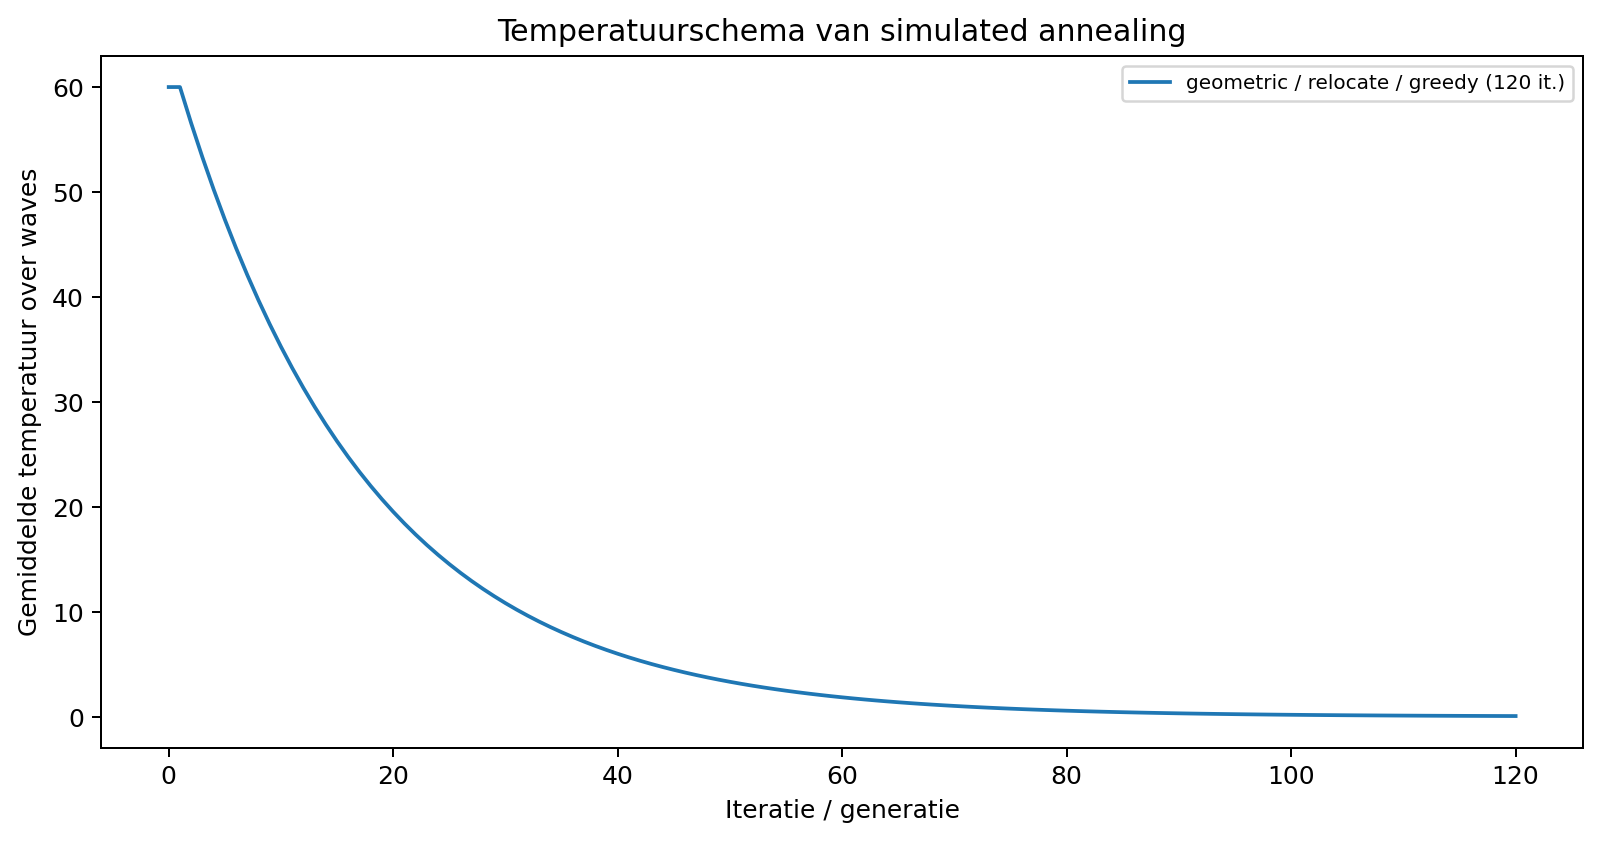 Temperatuurschema van simulated annealing
geometric / relocate / greedy (120 it.)
Gemiddelde temperatuur over waves
60
50
40
30
20
10
0
0 20 40 60 80 100 120
Iteratie / generatie